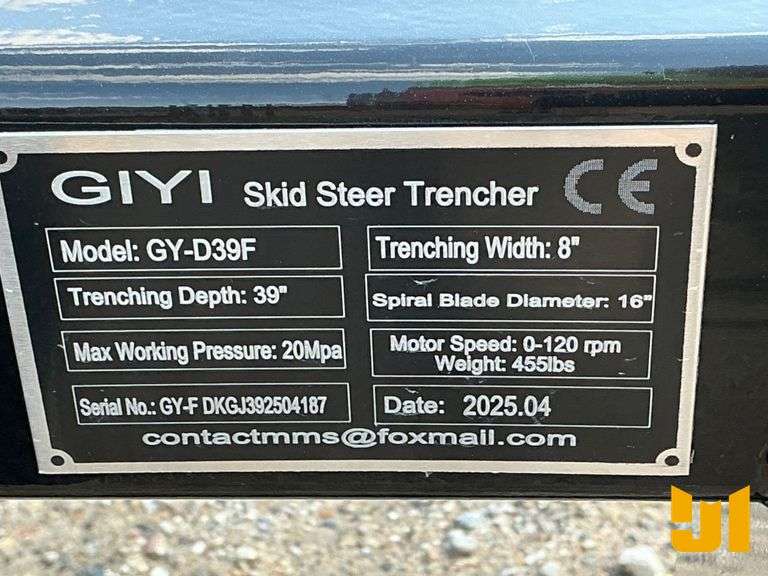 GIYI Skid Steer Trencher CE
Model: GY-D39F
Trenching Width: 8"
Trenching Depth: 39"
Spiral Blade Diameter: 16"
Max Working Pressure: 20Mpa
Motor Speed: 0-120 rpm
Weight: 455lbs
Serial No.: GY-F DKGJ392504187
Date: 2025.04
contactmms@foxmail.com